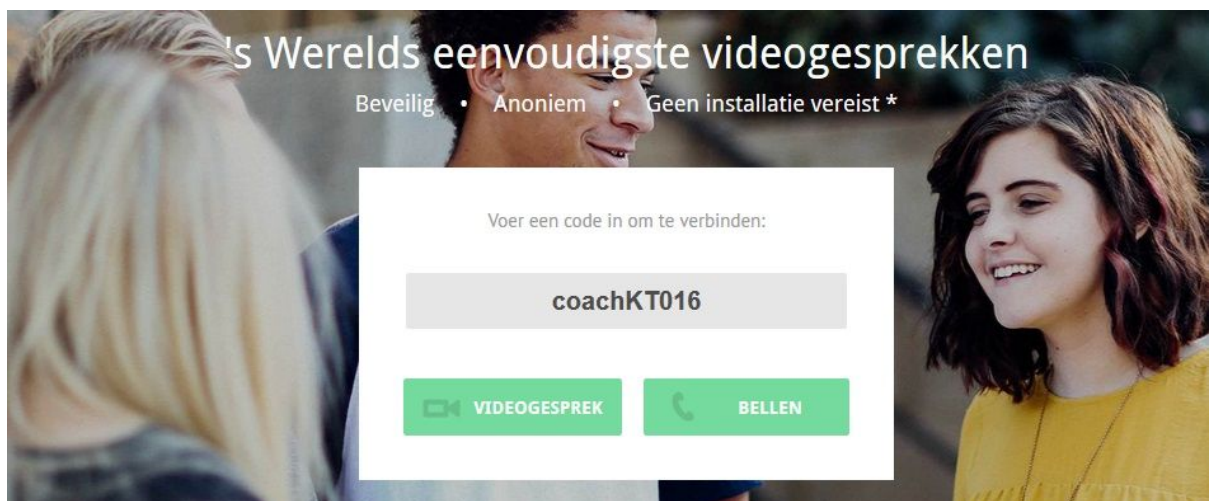 's Werelds eenvoudigste videogesprekken
Beveilig • Anoniem • Geen installatie vereist *
Voer een code in om te verbinden:
coachKT016
VIDEOGESPREK
BELLEN